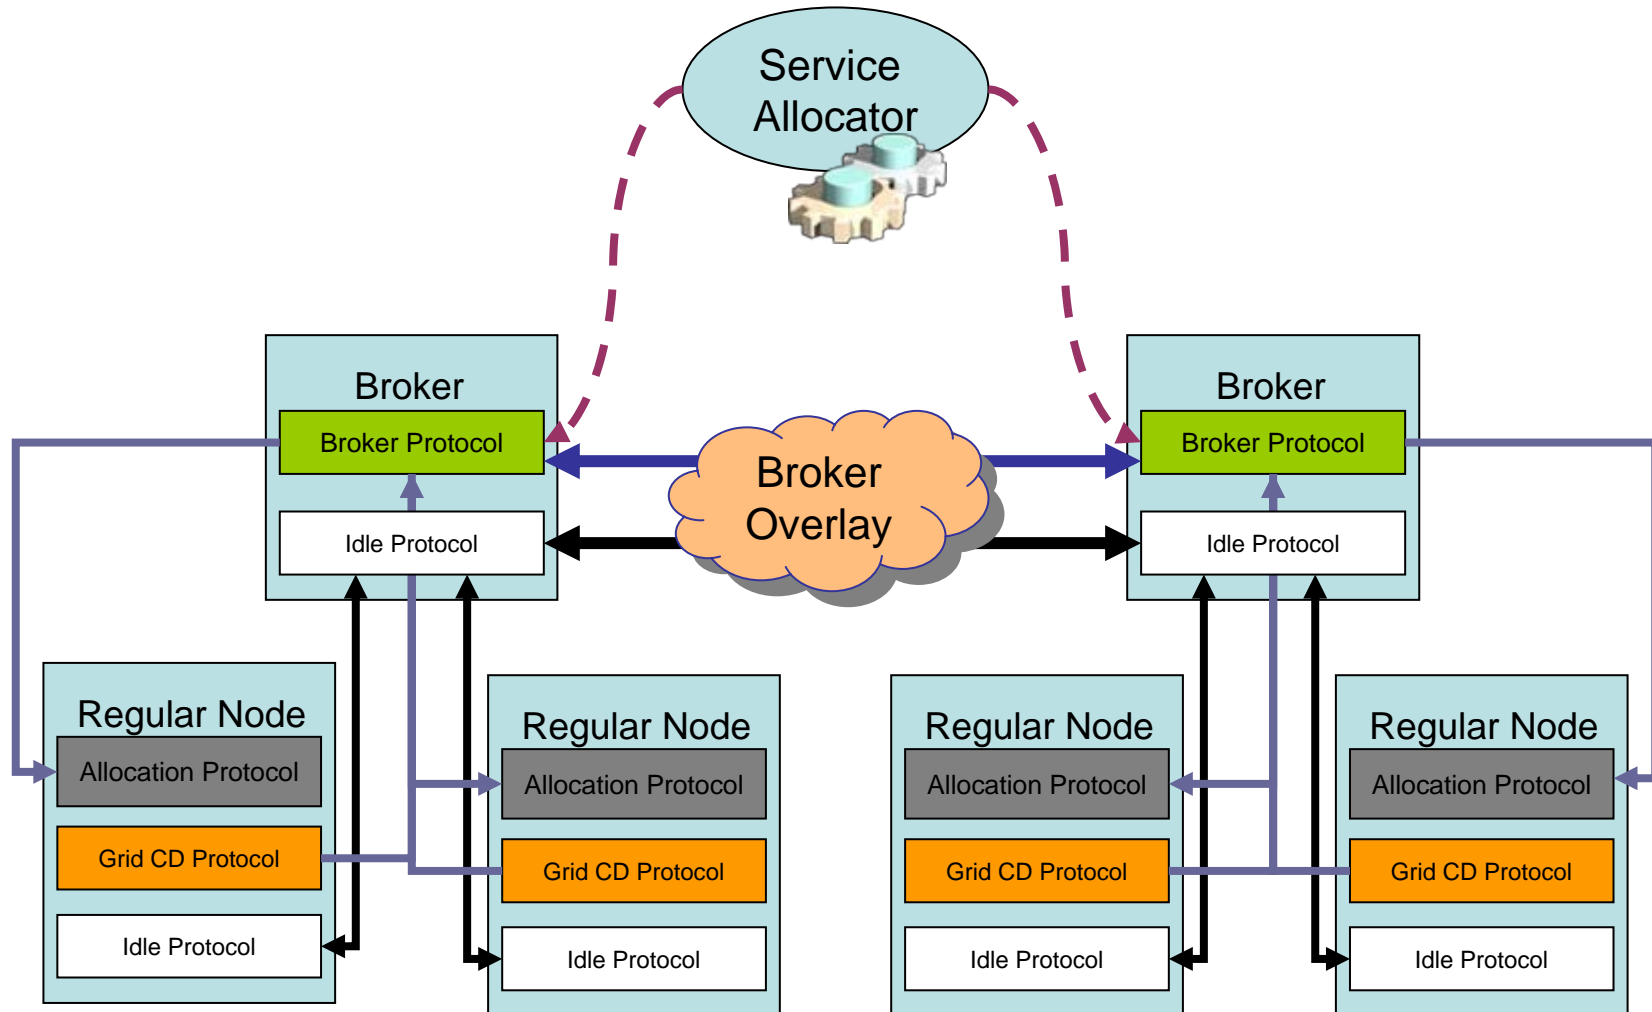 Service
Allocator
Broker
Broker Protocol
Idle Protocol
Broker
Overlay
Broker
Broker Protocol
Idle Protocol
Regular Node
Allocation Protocol
Grid CD Protocol
Idle Protocol
Regular Node
Allocation Protocol
Grid CD Protocol
Idle Protocol
Regular Node
Allocation Protocol
Grid CD Protocol
Idle Protocol
Regular Node
Allocation Protocol
Grid CD Protocol
Idle Protocol